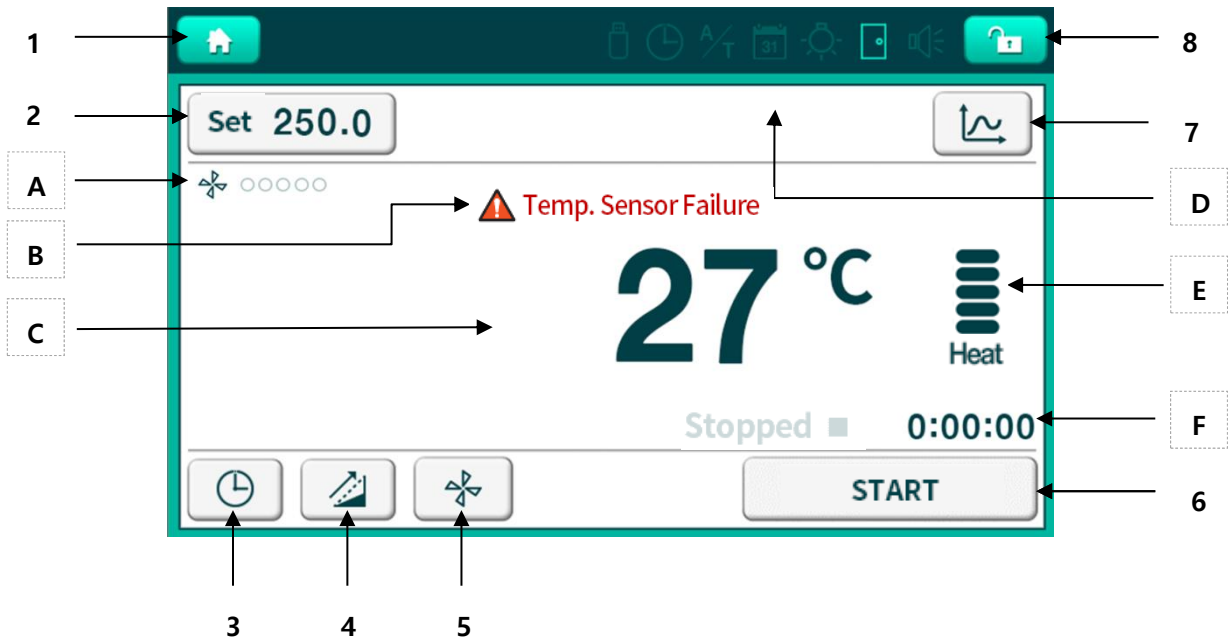 1
A/T
31
8
2
Set 250.0
7
A
Temp. Sensor Failure
D
B
27 °C
E
C
Heat
Stopped
0:00:00
F
START
6
3 4 5